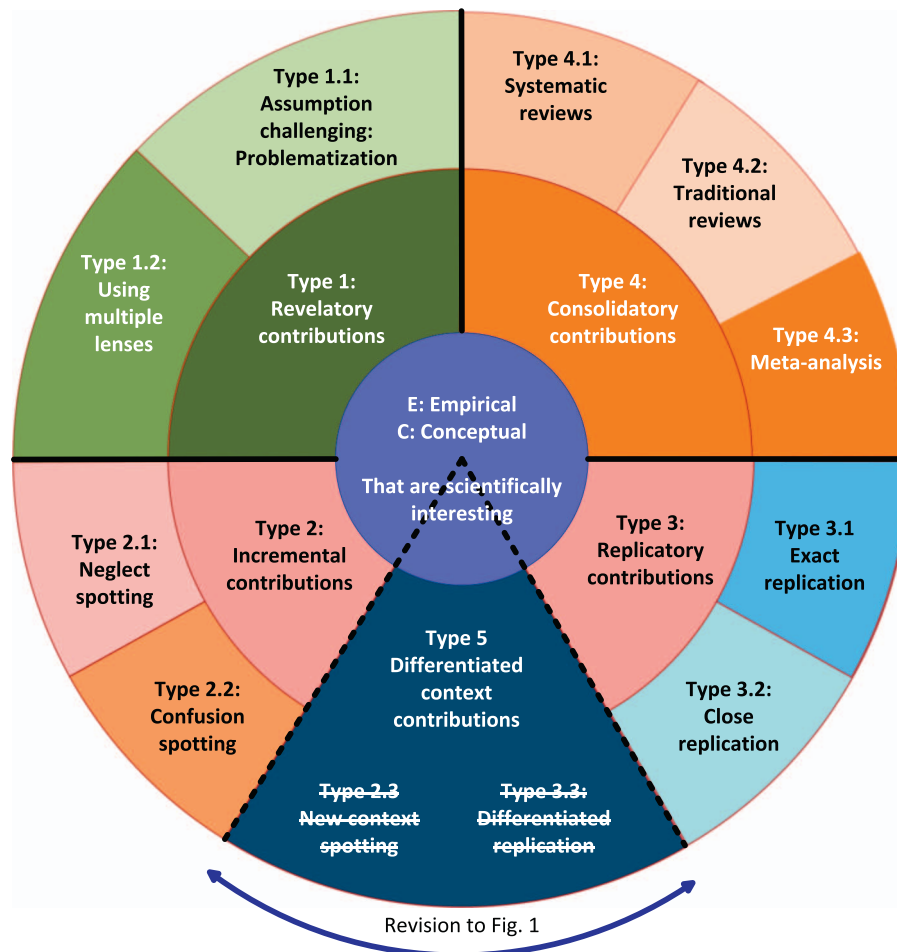 Type 1.1:
Assumption
challenging:
Problematization
Type 4.1:
Systematic
reviews
Type 4.2:
Traditional
reviews
Type 1.2:
Using
multiple
lenses
Type 1:
Revelatory
contributions
Type 4:
Consolidatory
contributions
Type 4.3:
Meta-analysis
E: Empirical
C: Conceptual
That are scientifically
interesting
Type 2.1:
Neglect
spotting
Type 2:
Incremental
contributions
Type 3:
Replicatory
contributions
Type 3.1
Exact
replication
Type 2.2:
Confusion
spotting
Type 5
Differentiated
context
contributions
Type 3.2:
Close
replication
Type 2.3
New context
spotting
Type 3.3:
Differentiated
replication
Revision to Fig. 1